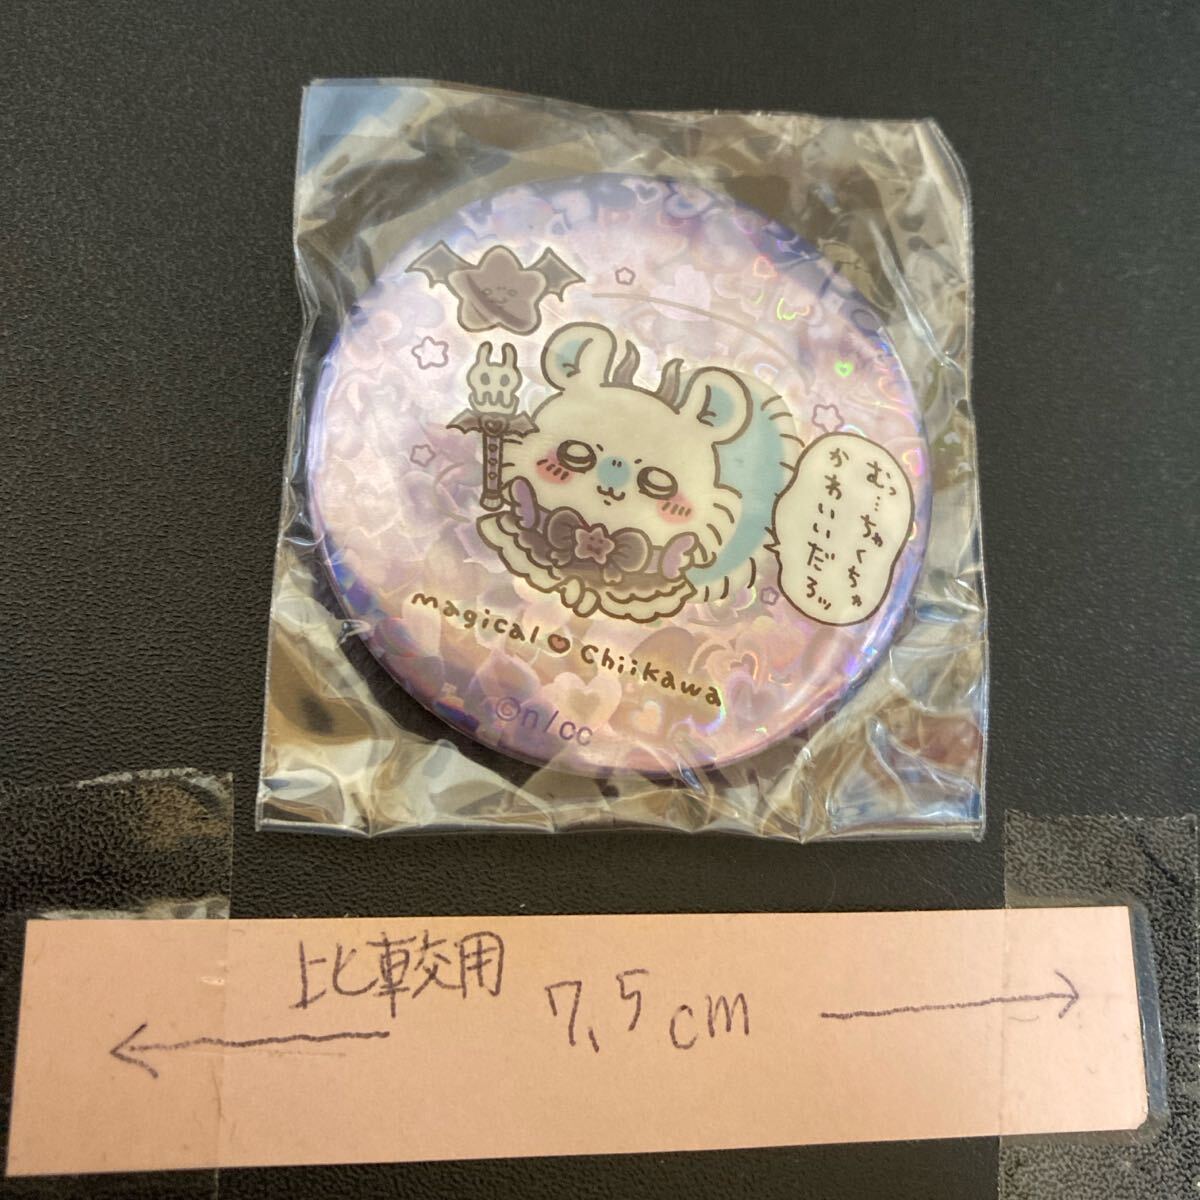 むっ…ちゃくちゃ
かわいいだろッ
magical♥chiikawa
©n/cc
比較用
7.5cm